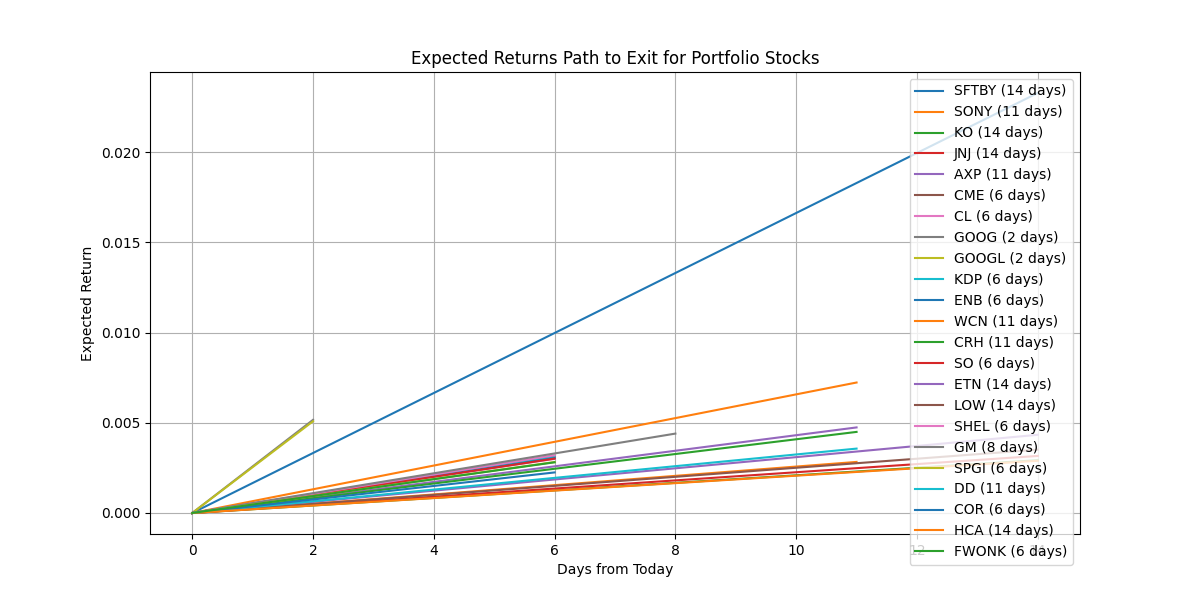 Expected Returns Path to Exit for Portfolio Stocks
Expected Return
0.020
0.015
0.010
0.005
0.000
0
2
4
6
8
10
12
14
Days from Today
SFTBY (14 days)
SONY (11 days)
KO (14 days)
JNJ (14 days)
AXP (11 days)
CME (6 days)
CL (6 days)
GOOG (2 days)
GOOGL (2 days)
KDP (6 days)
ENB (6 days)
WCN (11 days)
CRH (11 days)
SO (6 days)
ETN (14 days)
LOW (14 days)
SHEL (6 days)
GM (8 days)
SPGI (6 days)
DD (11 days)
COR (6 days)
HCA (14 days)
FWONK (6 days)